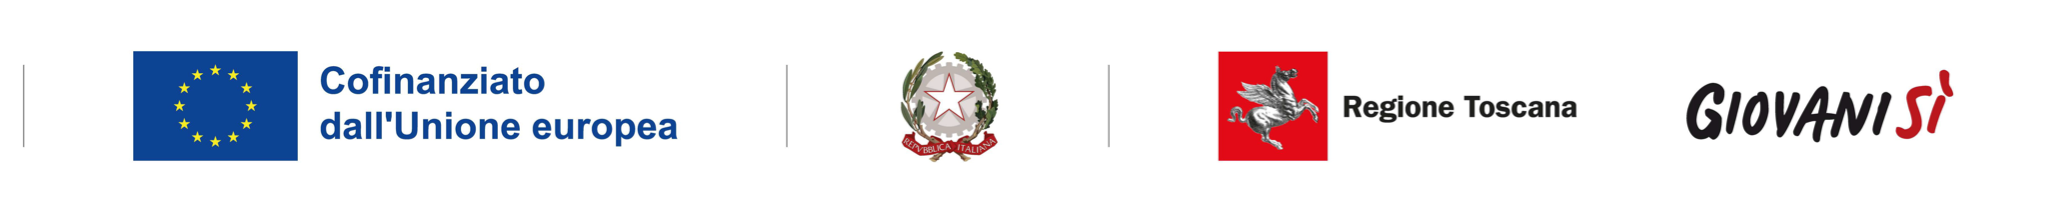 Cofinanziato
dall'Unione europea
REPVBBLICA ITALIANA
Regione Toscana
GIOVANISÌ